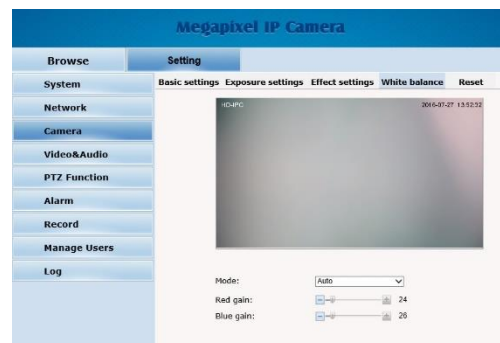 Megapixel IP Camera
Browse Setting
System
Basic settings Exposure settings Effect settings White balance Reset
Network
HD-IPC 2016-07-27 13:52:32
Camera
Video&Audio
PTZ Function
Alarm
Record
Manage Users
Log
Mode: Auto
Red gain: - + 24
Blue gain: - + 26